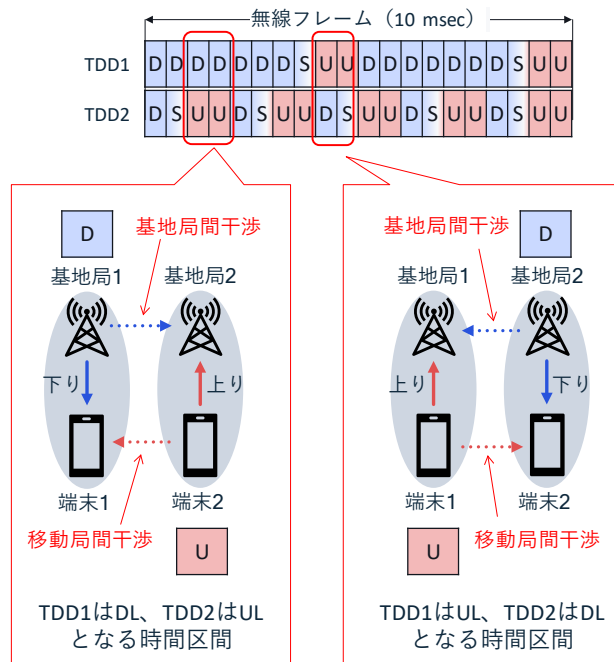 無線フレーム（10 msec）
TDD1 D D D D D D D S U U D D D D D D D S U U
TDD2 D S U U D S U U D S U U D S U U D S U U
D 基地局間干渉
基地局1 基地局2
下り 上り
端末1 端末2
移動局間干渉 U
TDD1はDL、TDD2はUL
となる時間区間
基地局間干渉 D
基地局1 基地局2
上り 下り
端末1 端末2
U 移動局間干渉
TDD1はUL、TDD2はDL
となる時間区間